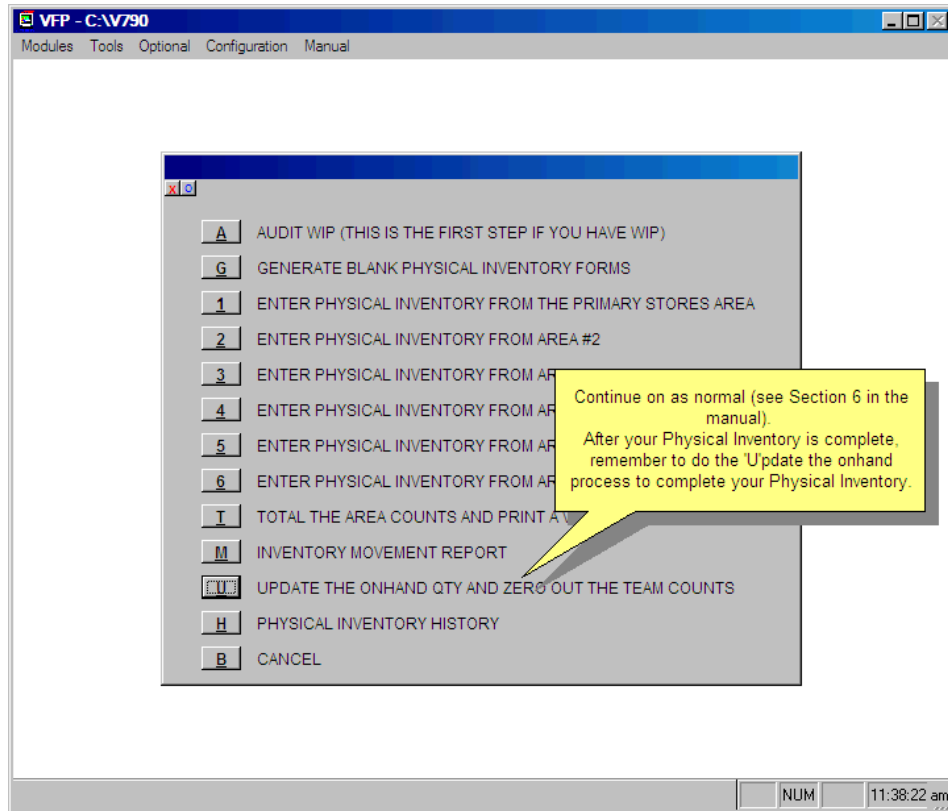 VFP - C:\V790
Modules Tools Optional Configuration Manual
X O
A AUDIT WIP (THIS IS THE FIRST STEP IF YOU HAVE WIP)
G GENERATE BLANK PHYSICAL INVENTORY FORMS
1 ENTER PHYSICAL INVENTORY FROM THE PRIMARY STORES AREA
2 ENTER PHYSICAL INVENTORY FROM AREA #2
3 ENTER PHYSICAL INVENTORY FROM AR
4 ENTER PHYSICAL INVENTORY FROM AR
5 ENTER PHYSICAL INVENTORY FROM AR
6 ENTER PHYSICAL INVENTORY FROM AR
T TOTAL THE AREA COUNTS AND PRINT A
M INVENTORY MOVEMENT REPORT
U UPDATE THE ONHAND QTY AND ZERO OUT THE TEAM COUNTS
H PHYSICAL INVENTORY HISTORY
B CANCEL
Continue on as normal (see Section 6 in the
manual).
After your Physical Inventory is complete,
remember to do the 'U'pdate the onhand
process to complete your Physical Inventory.
NUM 11:38:22 am